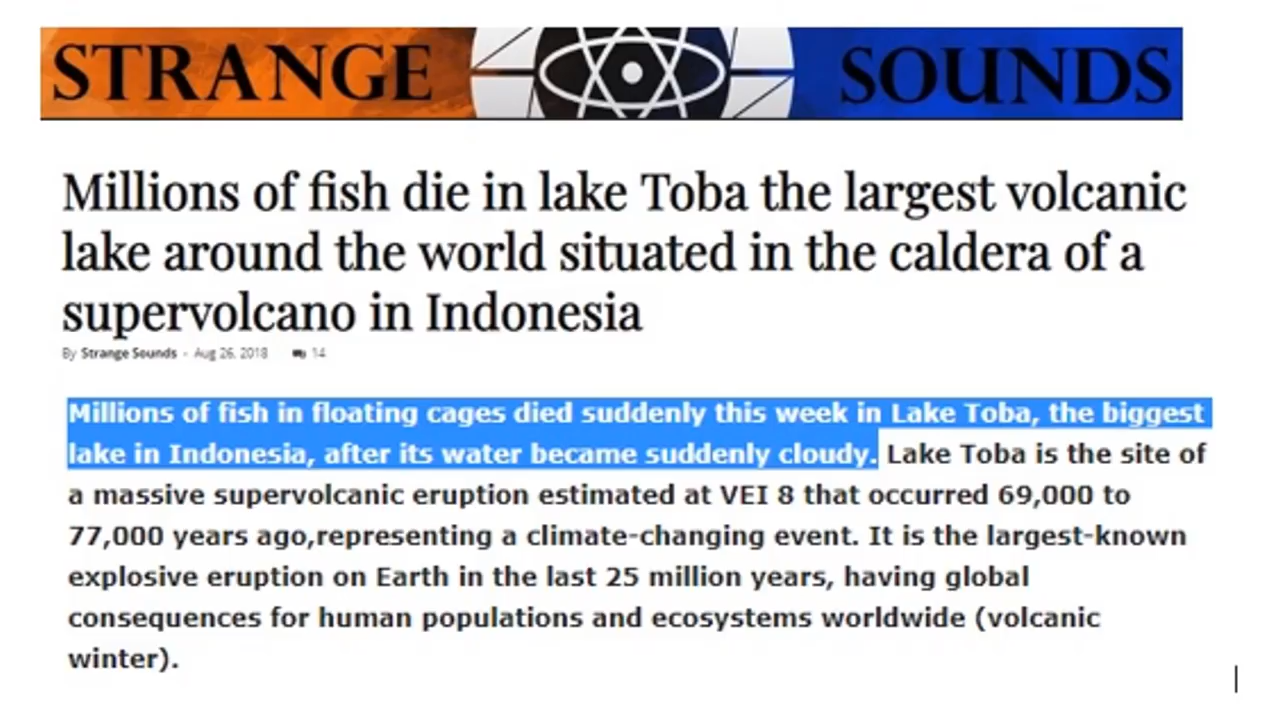 STRANGE SOUNDS
Millions of fish die in lake Toba the largest volcanic
lake around the world situated in the caldera of a
supervolcano in Indonesia
By Strange Sounds - Aug 26, 2018 14
Millions of fish in floating cages died suddenly this week in Lake Toba, the biggest
lake in Indonesia, after its water became suddenly cloudy. Lake Toba is the site of
a massive supervolcanic eruption estimated at VEI 8 that occurred 69,000 to
77,000 years ago,representing a climate-changing event. It is the largest-known
explosive eruption on Earth in the last 25 million years, having global
consequences for human populations and ecosystems worldwide (volcanic
winter).